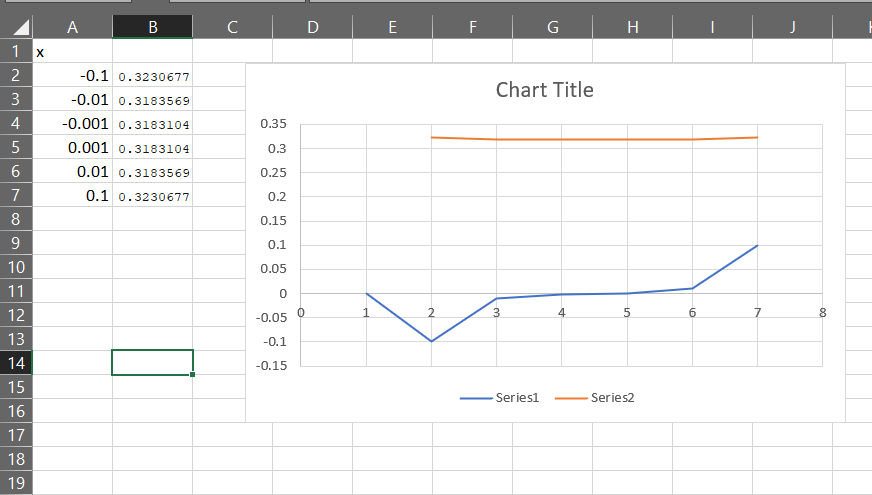 A B C D E F G H I J
1 x
2 -0.1 0.3230677
3 -0.01 0.3183569
4 -0.001 0.3183104
5 0.001 0.3183104
6 0.01 0.3183569
7 0.1 0.3230677
8
9
10
11
12
13
14
15
16
17
18
19
Chart Title
0.35
0.3
0.25
0.2
0.15
0.1
0.05
0
-0.05
-0.1
-0.15
0 1 2 3 4 5 6 7 8
Series1 Series2